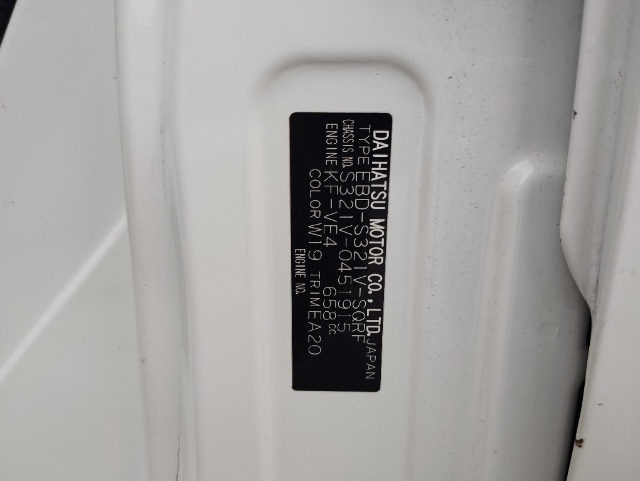 DAIHATSU MOTOR CO.,LTD.JAPAN
TYPE EBD-S321V-SQRF
CHASSIS NO. S321V-0451915
ENGINE KF-VE4 658cc
COLOR W19 TRIM EA20
ENGINE NO.